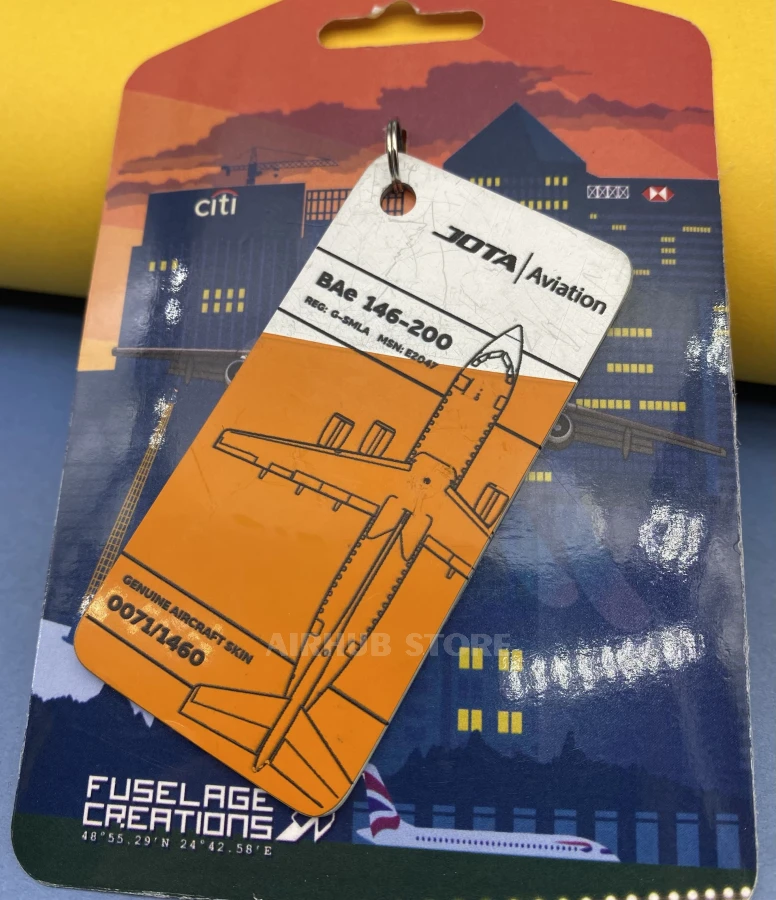 citi
JOTA | Aviation
BAe 146-200
REG: G-SMLA MSN: E2047
GENUINE AIRCRAFT SKIN
0071/1460
AIRHUB STORE
FUSELAGE
CREATIONS
48°55.29'N 24°42.58'E